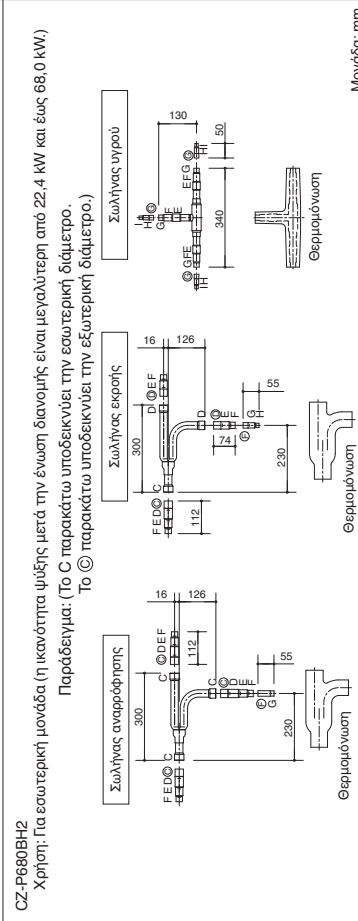 CZ-P680BH2
Χρήση: Για εσωτερική μονάδα (η ικανότητα ψύξης μετά την ένωση διανομής είναι μεγαλύτερη από 22,4 kW και έως 68,0 kW.)
Παράδειγμα: (Το C παρακάτω υποδεικνύει την εσωτερική διάμετρο.
Το Ⓒ παρακάτω υποδεικνύει την εξωτερική διάμετρο.)
Σωλήνας αναρρόφησης
300
16
126
C
Ⓒ D E F
112
F E D Ⓒ
C
C
Ⓒ
D
E
F
Ⓕ
G
55
230
Θερμομόνωση
Σωλήνας εκροής
300
16
126
D
Ⓒ E F
F E D Ⓒ
C
112
D
Ⓒ
E
F
74
Ⓕ
G
H
55
230
Θερμομόνωση
Σωλήνας υγρού
130
I
H Ⓖ
G
F
E
G F E
E F G
Ⓖ
I H
Ⓖ
I H
340
50
Θερμομόνωση
Μονάδα: mm